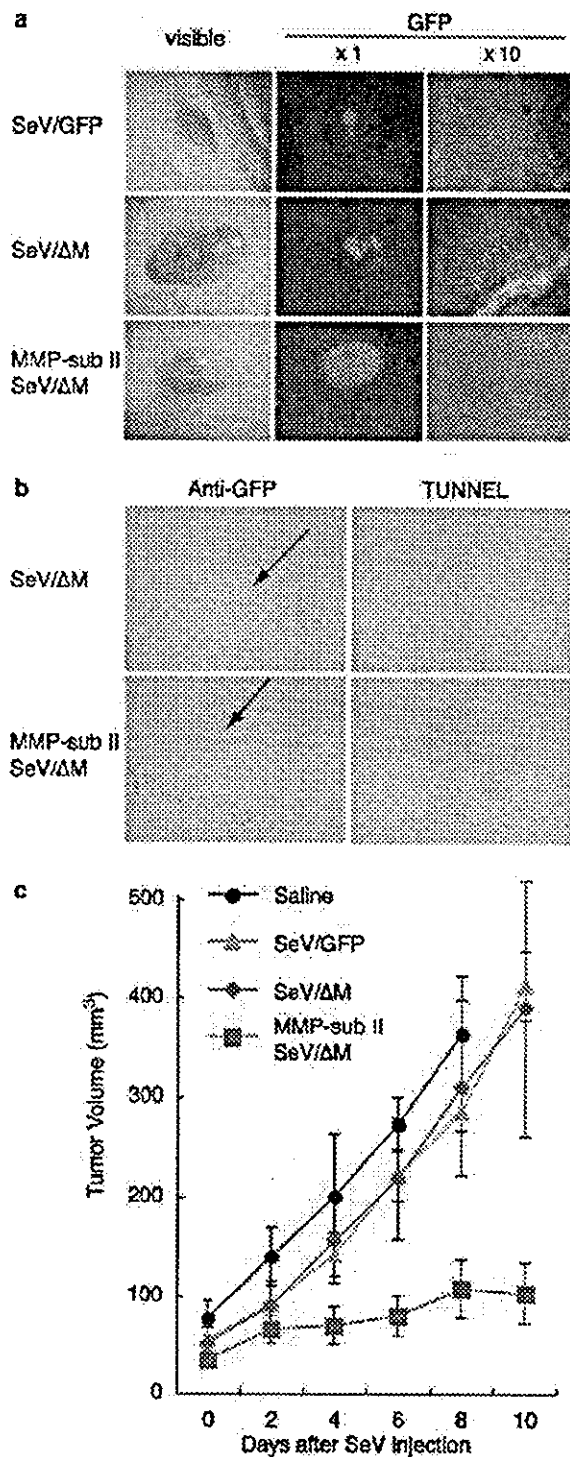 a
visible
GFP
x 1
x 10
SeV/GFP
SeV/ΔM
MMP-sub II
SeV/ΔM
b
Anti-GFP
TUNNEL
SeV/ΔM
MMP-sub II
SeV/ΔM
c
500
400
300
200
100
0
Tumor Volume (mm³)
Saline
SeV/GFP
SeV/ΔM
MMP-sub II
SeV/ΔM
0 2 4 6 8 10
Days after SeV Injection